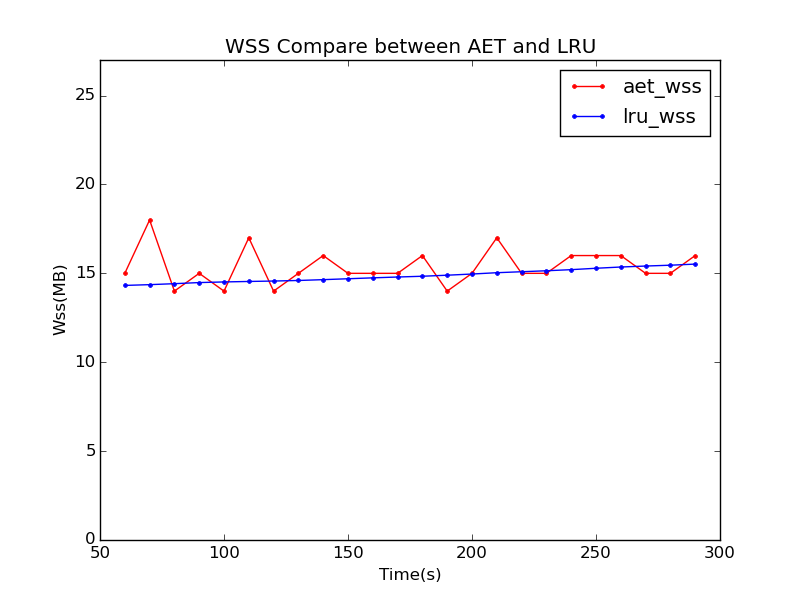 WSS Compare between AET and LRU
aet_wss
lru_wss
Wss(MB)
25
20
15
10
5
0
50 100 150 200 250 300
Time(s)